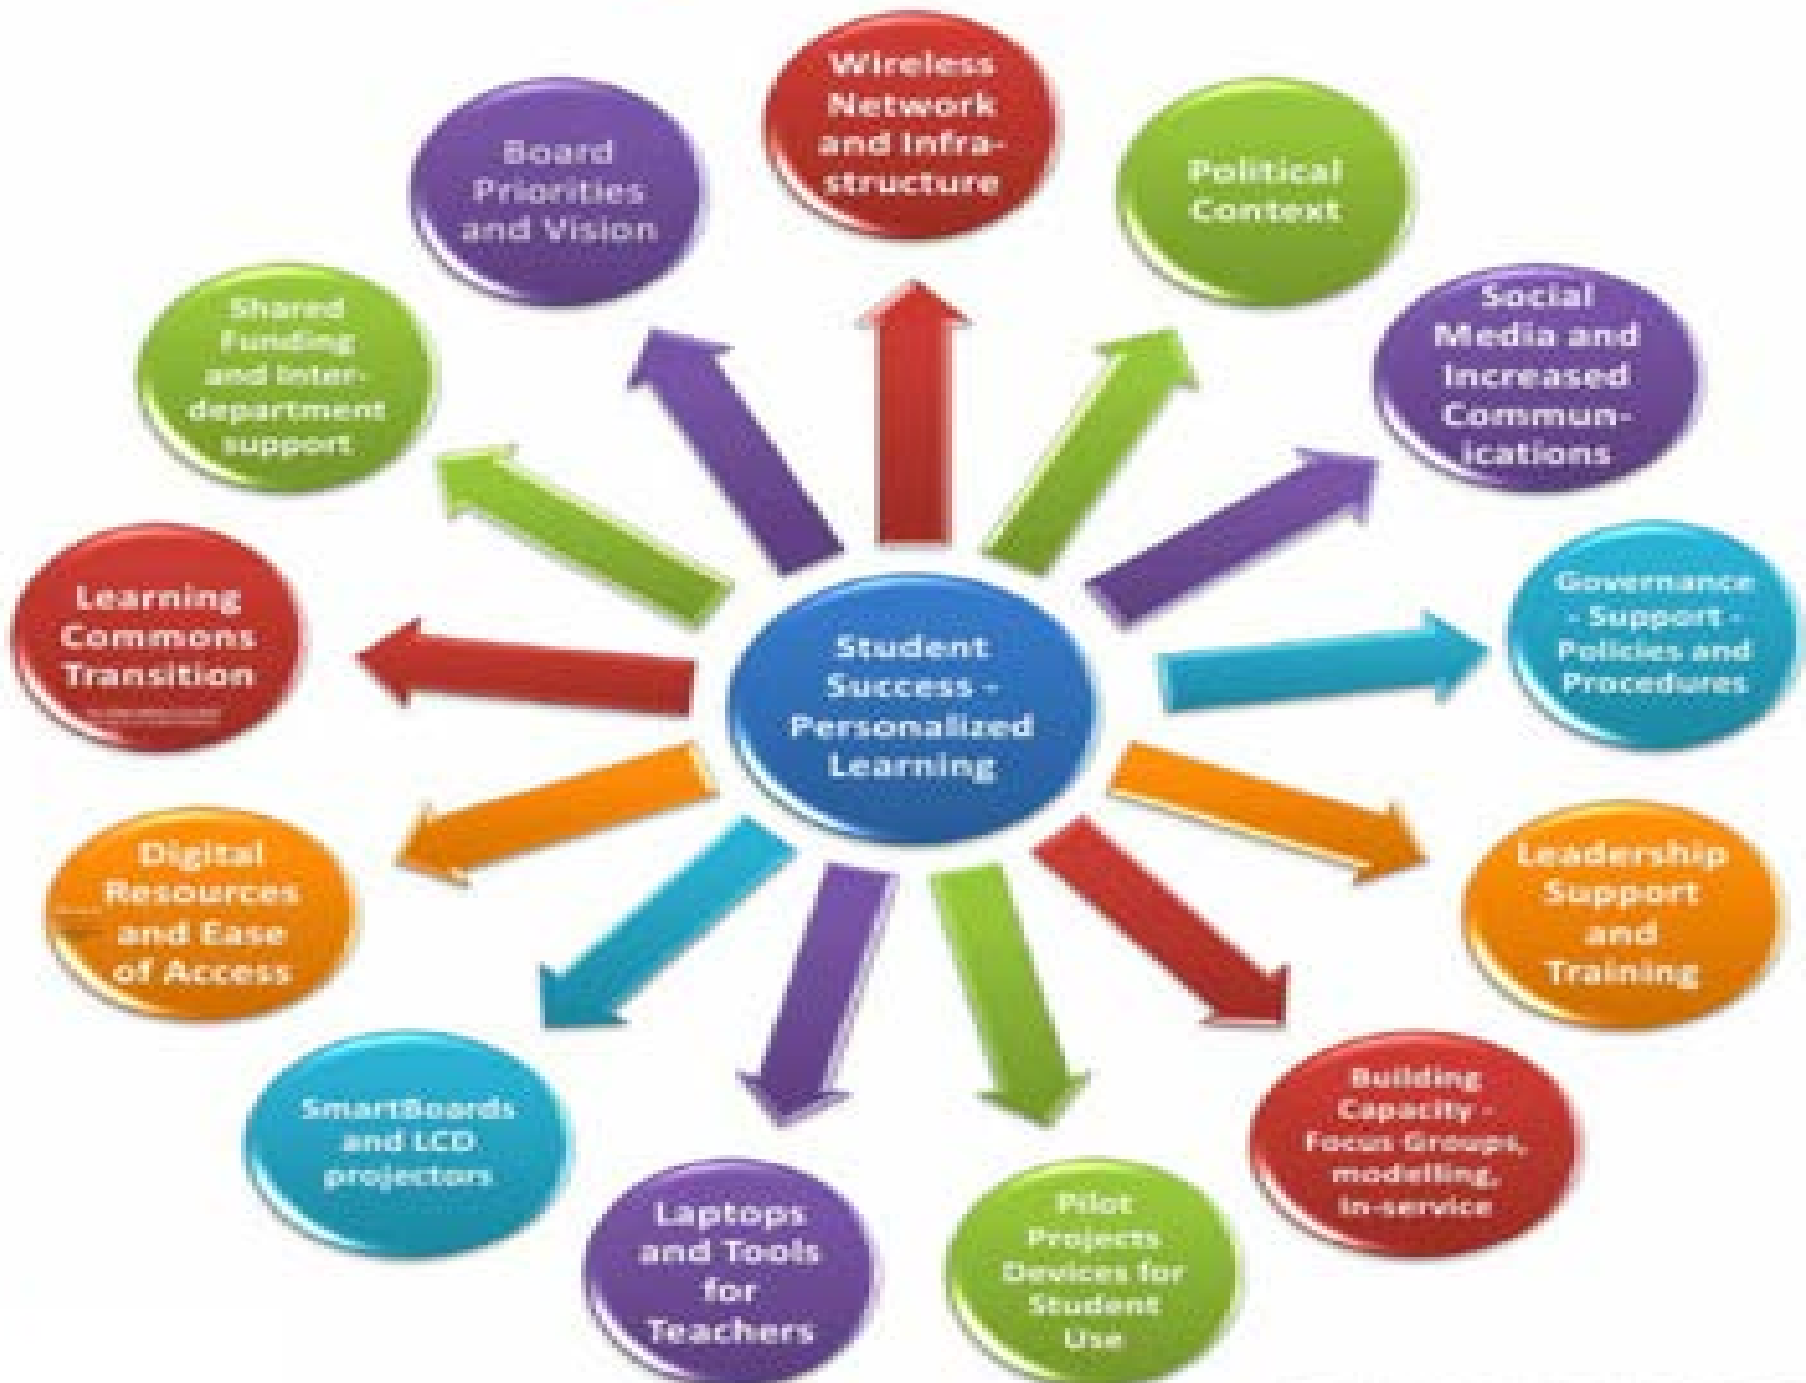 Wireless
Network
and Infra-
structure
Political
Context
Social
Media and
Increased
Commun-
ications
Governance
- Support -
Policies and
Procedures
Leadership
Support
and
Training
Building
Capacity -
Focus Groups,
modelling,
in-service
Pilot
Projects
Devices for
Student
Use
Laptops
and Tools
for
Teachers
SmartBoards
and LCD
projectors
Digital
Resources
and Ease
of Access
Learning
Commons
Transition
Shared
Funding
and Inter-
department
support
Board
Priorities
and Vision
Student
Success -
Personalized
Learning